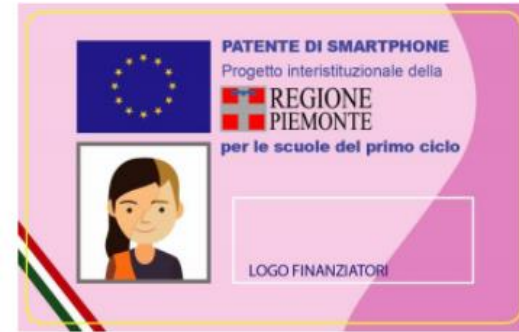 PATENTE DI SMARTPHONE
Progetto interistituzionale della
REGIONE
PIEMONTE
per le scuole del primo ciclo
LOGO FINANZIATORI